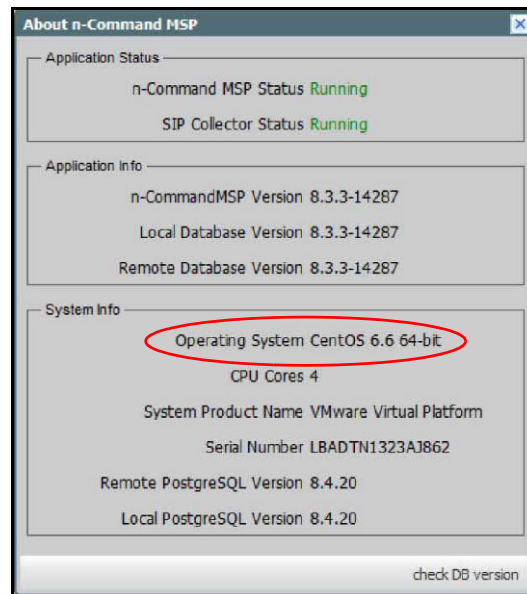 About n-Command MSP
Application Status
n-Command MSP Status Running
SIP Collector Status Running
Application Info
n-CommandMSP Version 8.3.3-14287
Local Database Version 8.3.3-14287
Remote Database Version 8.3.3-14287
System Info
Operating System CentOS 6.6 64-bit
CPU Cores 4
System Product Name VMware Virtual Platform
Serial Number LBADTN1323AJ862
Remote PostgreSQL Version 8.4.20
Local PostgreSQL Version 8.4.20
check DB version